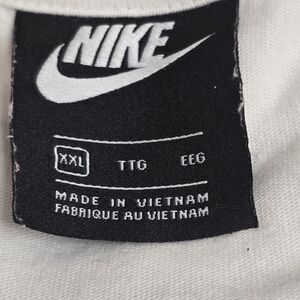 NIKE
XXL TTG EEG
MADE IN VIETNAM
FABRIQUE AU VIETNAM